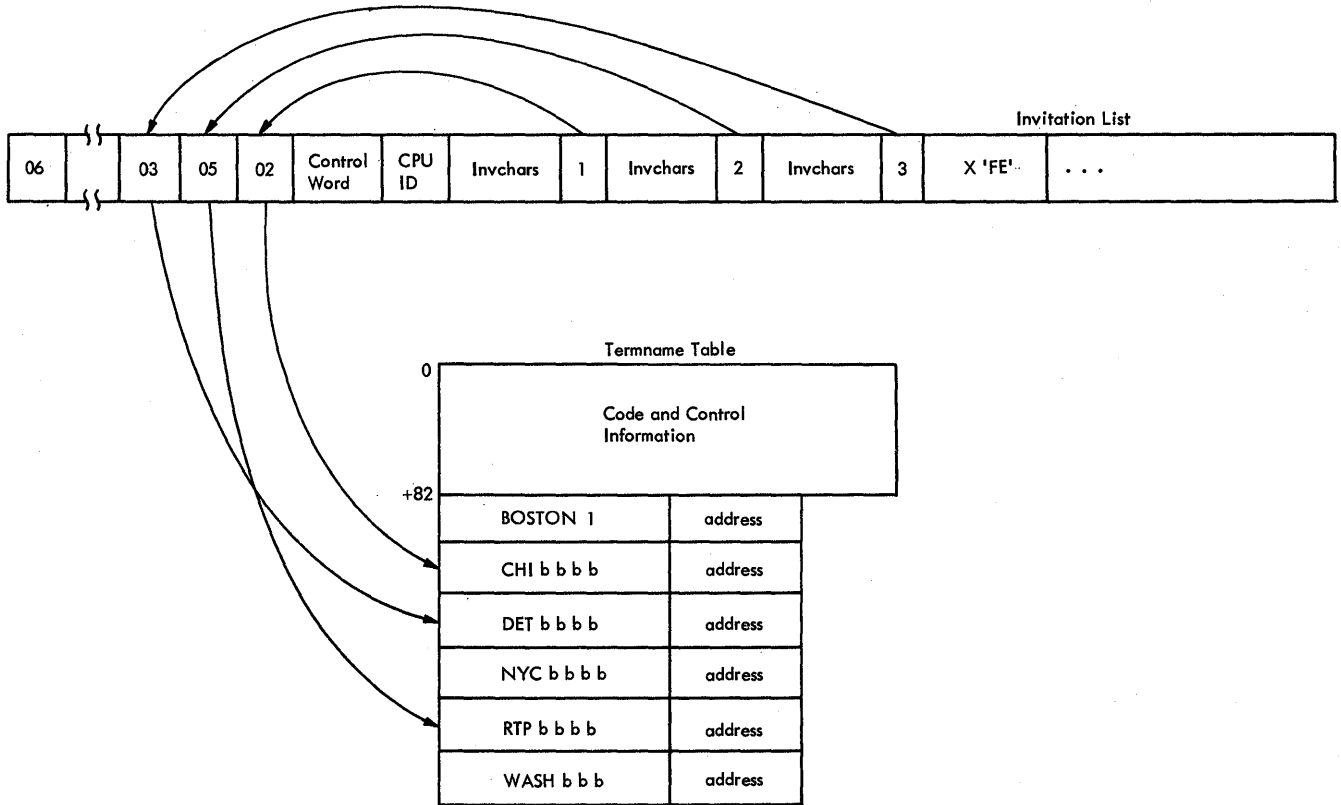 Invitation List
06 03 05 02 Control Word CPU ID Invchars 1 Invchars 2 Invchars 3 X 'FE' . . .
Termname Table
0
Code and Control
Information
+82
BOSTON 1 address
CHI b b b b address
DET b b b b address
NYC b b b b address
RTP b b b b address
WASH b b b address